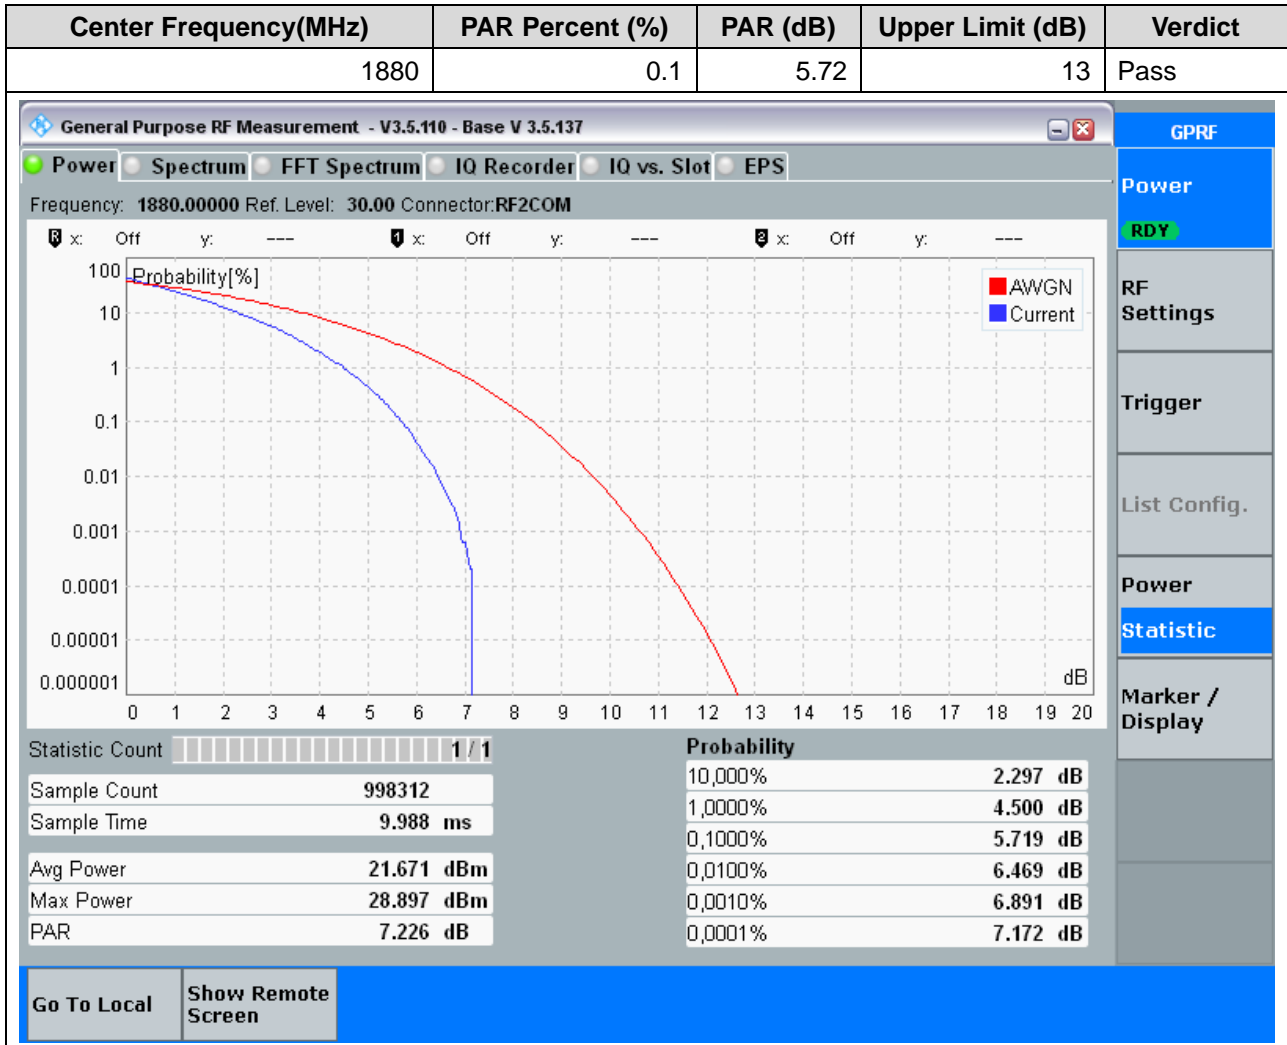 Center Frequency(MHz) PAR Percent (%) PAR (dB) Upper Limit (dB) Verdict
1880 0.1 5.72 13 Pass
General Purpose RF Measurement - V3.5.110 - Base V 3.5.137
GPRF
Power Spectrum FFT Spectrum IQ Recorder IQ vs. Slot EPS
Frequency: 1880.00000 Ref. Level: 30.00 Connector:RF2COM
Power
RDY
R x: Off y: --- 1 x: Off y: --- 2 x: Off y: ---
100 Probability[%]
AWGN
Current
10
1
0.1
0.01
0.001
0.0001
0.00001
0.000001
dB
0 1 2 3 4 5 6 7 8 9 10 11 12 13 14 15 16 17 18 19 20
RF
Settings
Trigger
List Config.
Power
Statistic
Marker /
Display
Statistic Count 1 / 1
Sample Count 998312
Sample Time 9.988 ms
Avg Power 21.671 dBm
Max Power 28.897 dBm
PAR 7.226 dB
Probability
10,000% 2.297 dB
1,0000% 4.500 dB
0,1000% 5.719 dB
0,0100% 6.469 dB
0,0010% 6.891 dB
0,0001% 7.172 dB
Go To Local
Show Remote
Screen